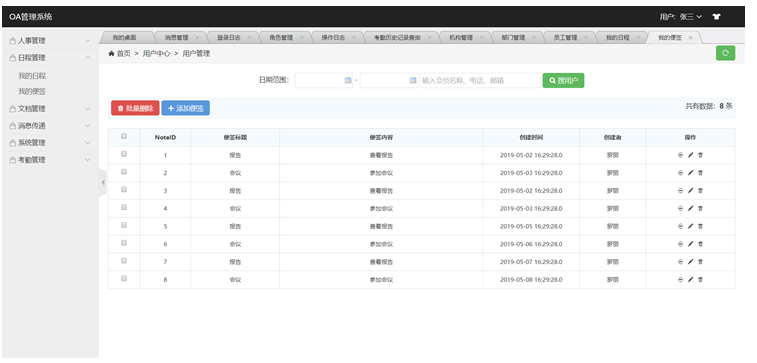 OA管理系统
用户: 张三
人事管理
日程管理
我的日程
我的便签
文档管理
消息传递
系统管理
考勤管理
我的桌面 消息管理 登录日志 角色管理 操作日志 考勤历史记录查询 机构管理 部门管理 员工管理 我的日程 我的便签
首页 > 用户中心 > 用户管理
日期范围: - 输入会员名称、电话、邮箱 搜用户
批量删除 添加便签 共有数据: 8 条
NoteID 便签标题 便签内容 创建时间 创建者 操作
1 报告 查看报告 2019-05-02 16:29:28.0 罗丽
2 会议 参加会议 2019-05-03 16:29:28.0 罗丽
3 报告 查看报告 2019-05-02 16:29:28.0 罗丽
4 会议 参加会议 2019-05-03 16:29:28.0 罗丽
5 报告 查看报告 2019-05-05 16:29:28.0 罗丽
6 会议 参加会议 2019-05-06 16:29:28.0 罗丽
7 报告 查看报告 2019-05-07 16:29:28.0 罗丽
8 会议 参加会议 2019-05-08 16:29:28.0 罗丽